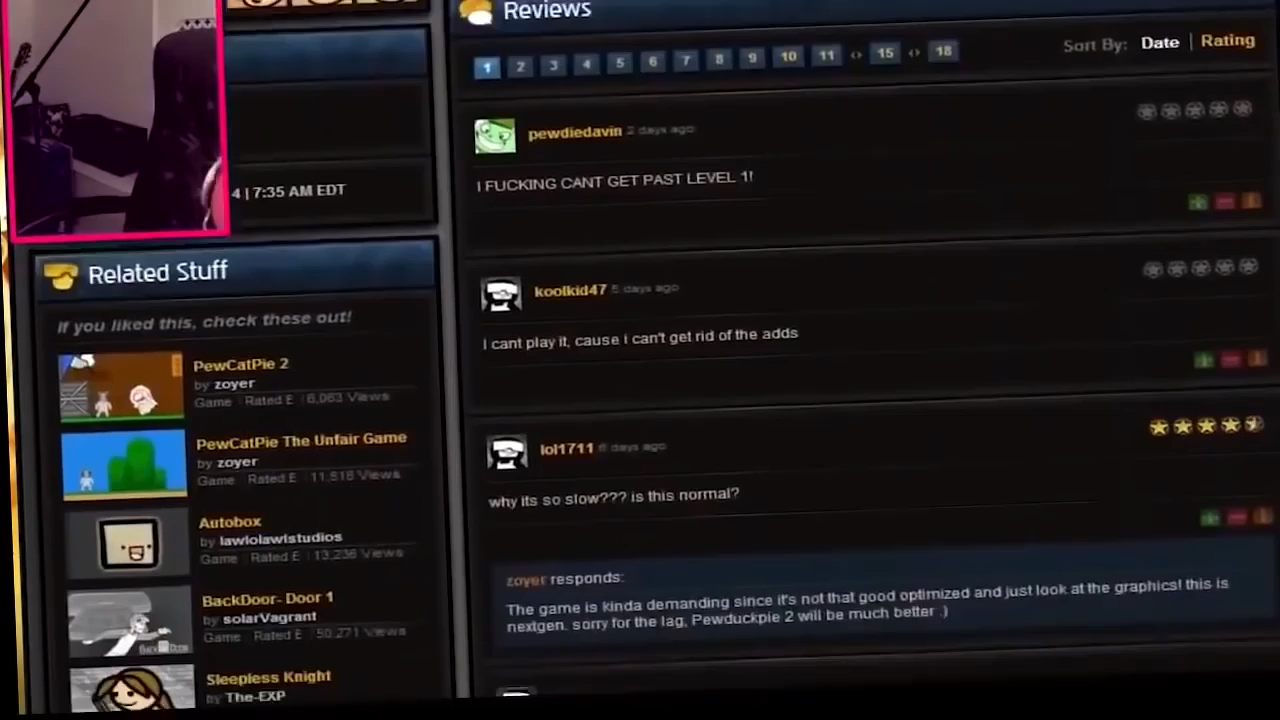 Reviews
1 2 3 4 5 6 7 8 9 10 11 <> 15 <> 18
Sort By: Date | Rating
pewdiedavin 2 days ago
I FUCKING CANT GET PAST LEVEL 1!
4 | 7:35 AM EDT
Related Stuff
If you liked this, check these out!
PewCatPie 2
by zoyer
Game Rated E 6,063 Views
PewCatPie The Unfair Game
by zoyer
Game Rated E 11,516 Views
Autobox
by lawlolawlstudios
Game Rated E 13,236 Views
BackDoor- Door 1
by solarVagrant
Game Rated E 50,271 Views
Sleepless Knight
by The-EXP
koolkid47 5 days ago
I cant play it, cause i can't get rid of the adds
lol1711 6 days ago
why its so slow??? is this normal?
zoyer responds:
The game is kinda demanding since it's not that good optimized and just look at the graphics! this is
nextgen. sorry for the lag, Pewduckpie 2 will be much better :)